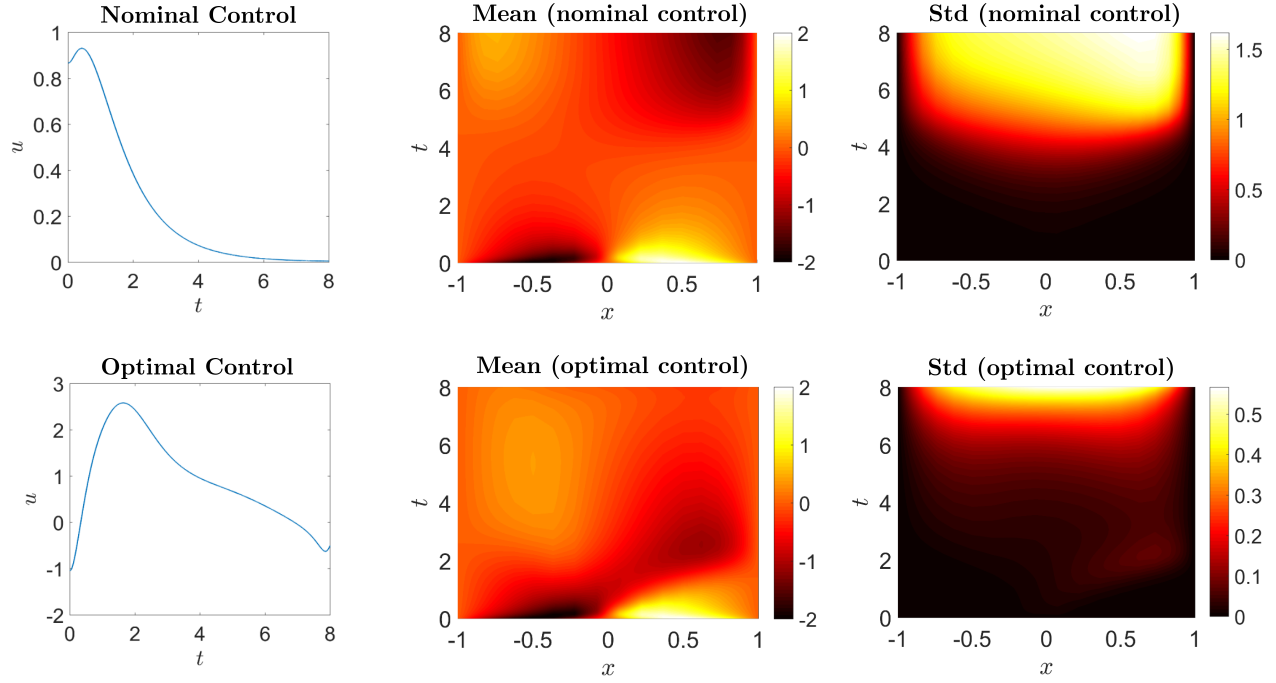 Nominal Control
1
0.8
0.6
0.4
0.2
0
0 2 4 6 8
u
t
Mean (nominal control)
8
6
4
2
0
-1 -0.5 0 0.5 1
t
x
2
1
0
-1
-2
Std (nominal control)
8
6
4
2
0
-1 -0.5 0 0.5 1
t
x
1.5
1
0.5
0
Optimal Control
3
2
1
0
-1
-2
0 2 4 6 8
u
t
Mean (optimal control)
8
6
4
2
0
-1 -0.5 0 0.5 1
t
x
2
1
0
-1
-2
Std (optimal control)
8
6
4
2
0
-1 -0.5 0 0.5 1
t
x
0.5
0.4
0.3
0.2
0.1
0